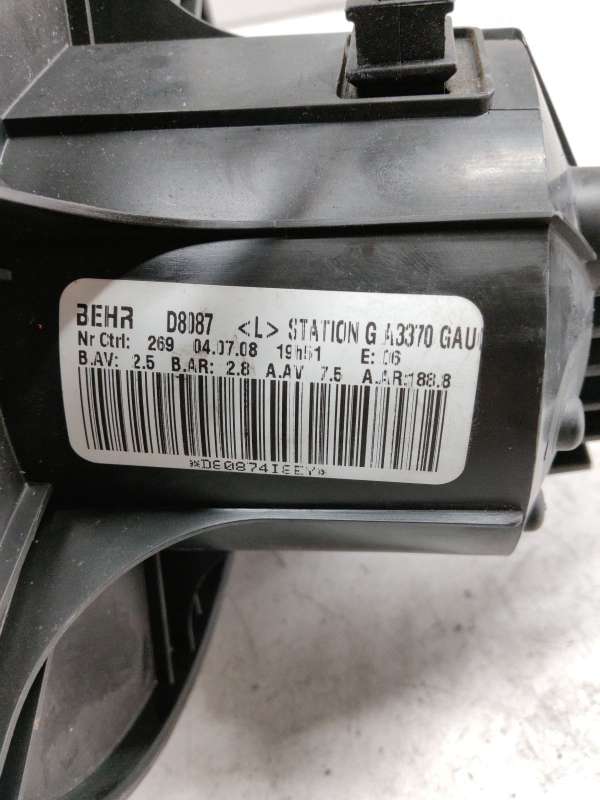 BEHR D8087 <L> STATION G A3370 GAU
Nr Ctrl: 269 04.07.08 19h51 E: 06
B.AV: 2.5 B.AR: 2.8 A.AV 7.5 A.AR:188.8
*D80874I8EEY*